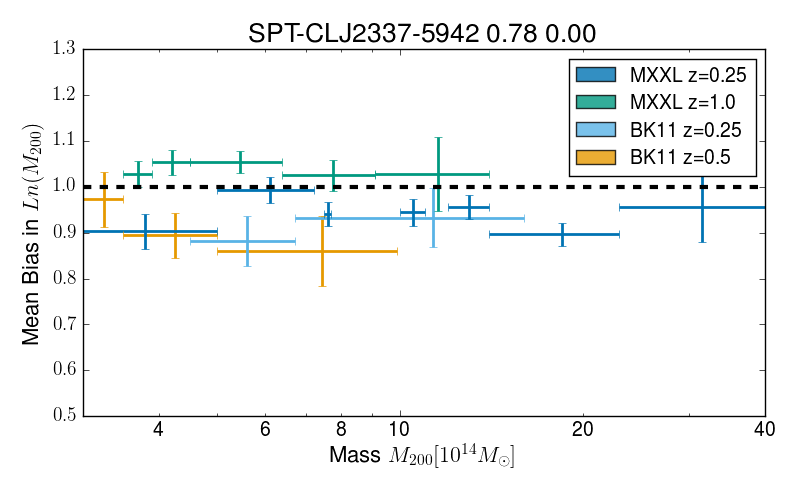 SPT-CLJ2337-5942 0.78 0.00
1.3
1.2
1.1
1.0
0.9
0.8
0.7
0.6
0.5
Mean Bias in Ln(M₂₀₀)
MXXL z=0.25
MXXL z=1.0
BK11 z=0.25
BK11 z=0.5
4 6 8 10 20 40
Mass M₂₀₀[10¹⁴M☉]